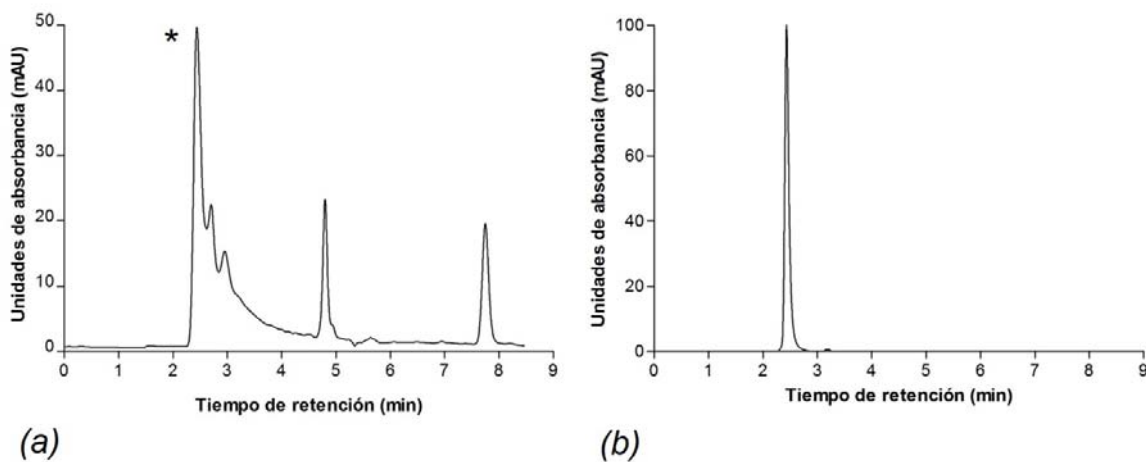 *
Unidades de absorbancia (mAU)
50
40
30
20
10
0
0 1 2 3 4 5 6 7 8 9
Tiempo de retención (min)
(a)
Unidades de absorbancia (mAU)
100
80
60
40
20
0
0 1 2 3 4 5 6 7 8 9
Tiempo de retención (min)
(b)